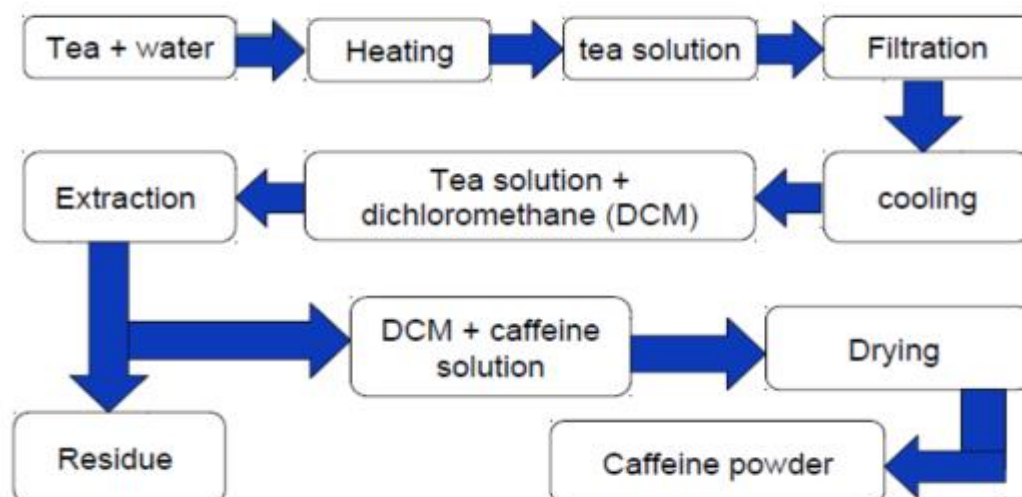 Tea + water
Heating
tea solution
Filtration
cooling
Tea solution +
dichloromethane (DCM)
Extraction
DCM + caffeine
solution
Drying
Residue
Caffeine powder